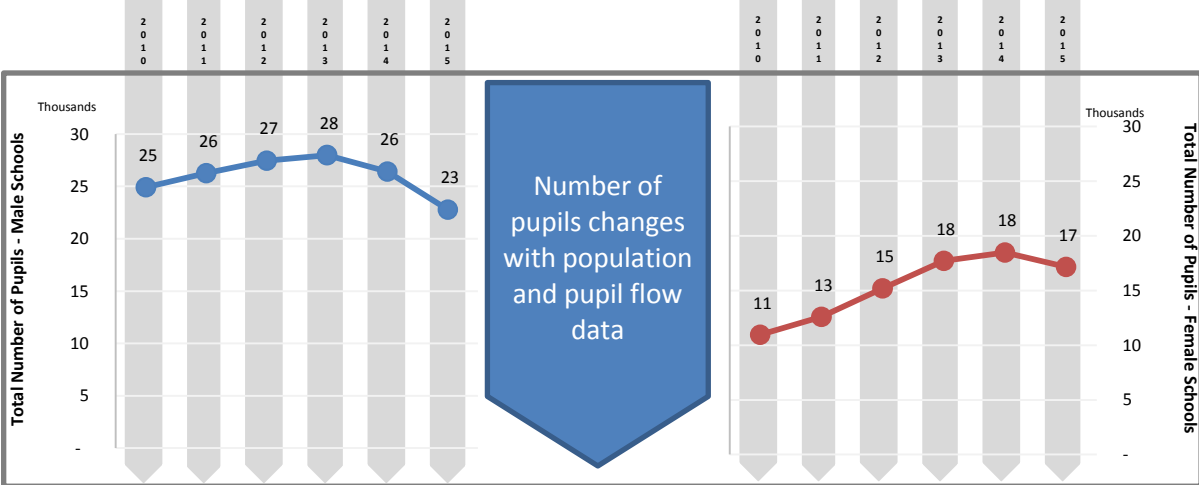 2010 2011 2012 2013 2014 2015
2010 2011 2012 2013 2014 2015
Total Number of Pupils - Male Schools
Thousands
30
25
20
15
10
5
-
25 26 27 28 26 23
Number of
pupils changes
with population
and pupil flow
data
11 13 15 18 18 17
Thousands
30
25
20
15
10
5
-
Total Number of Pupils - Female Schools